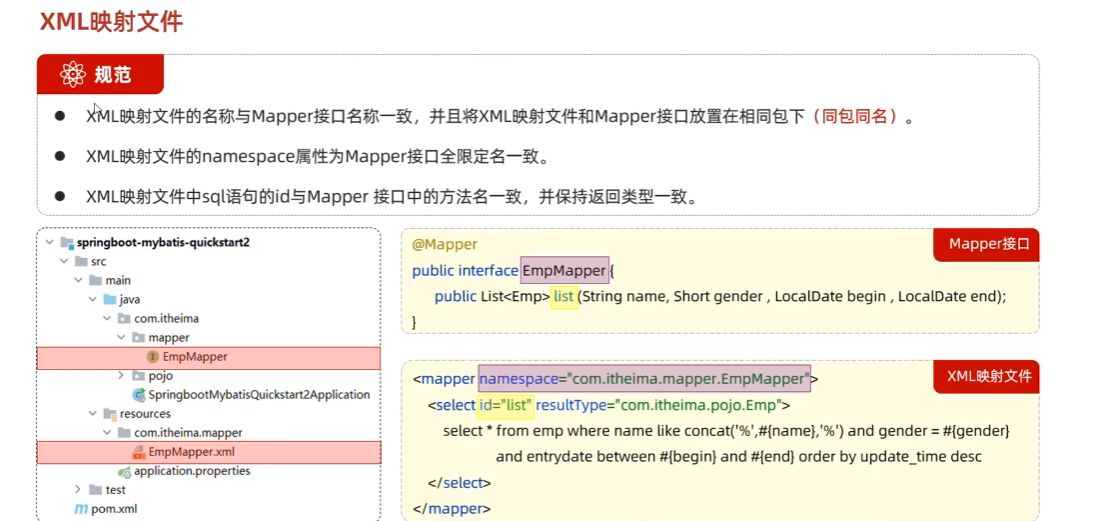 XML映射文件
规范
XML映射文件的名称与Mapper接口名称一致，并且将XML映射文件和Mapper接口放置在相同包下（同包同名）。
XML映射文件的namespace属性为Mapper接口全限定名一致。
XML映射文件中sql语句的id与Mapper 接口中的方法名一致，并保持返回类型一致。
springboot-mybatis-quickstart2
src
main
java
com.itheima
mapper
EmpMapper
pojo
SpringbootMybatisQuickstart2Application
resources
com.itheima.mapper
EmpMapper.xml
application.properties
test
pom.xml
Mapper接口
@Mapper
public interface EmpMapper {
public List<Emp> list (String name, Short gender , LocalDate begin , LocalDate end);
}
XML映射文件
<mapper namespace="com.itheima.mapper.EmpMapper">
<select id="list" resultType="com.itheima.pojo.Emp">
select * from emp where name like concat('%',#{name},'%') and gender = #{gender}
and entrydate between #{begin} and #{end} order by update_time desc
</select>
</mapper>